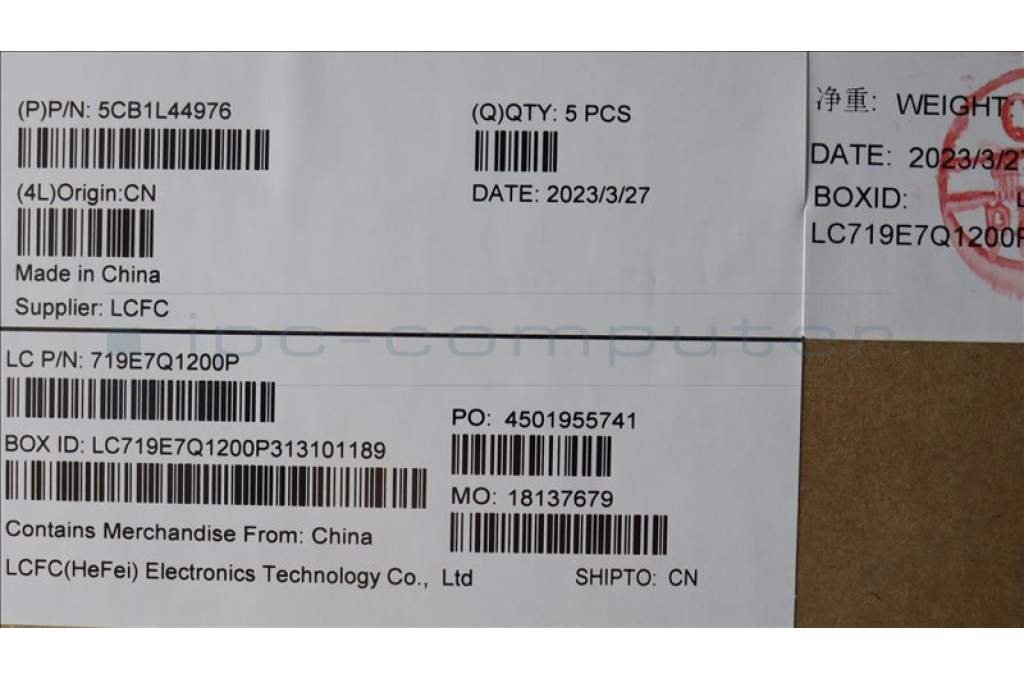 (P)P/N: 5CB1L44976
(Q)QTY: 5 PCS
(4L)Origin:CN
DATE: 2023/3/27
Made in China
Supplier: LCFC
净重: WEIGHT:
DATE: 2023/3/27
BOXID:
LC719E7Q1200P
ipc-computer
LC P/N: 719E7Q1200P
PO: 4501955741
BOX ID: LC719E7Q1200P313101189
MO: 18137679
Contains Merchandise From: China
LCFC(HeFei) Electronics Technology Co., Ltd
SHIPTO: CN